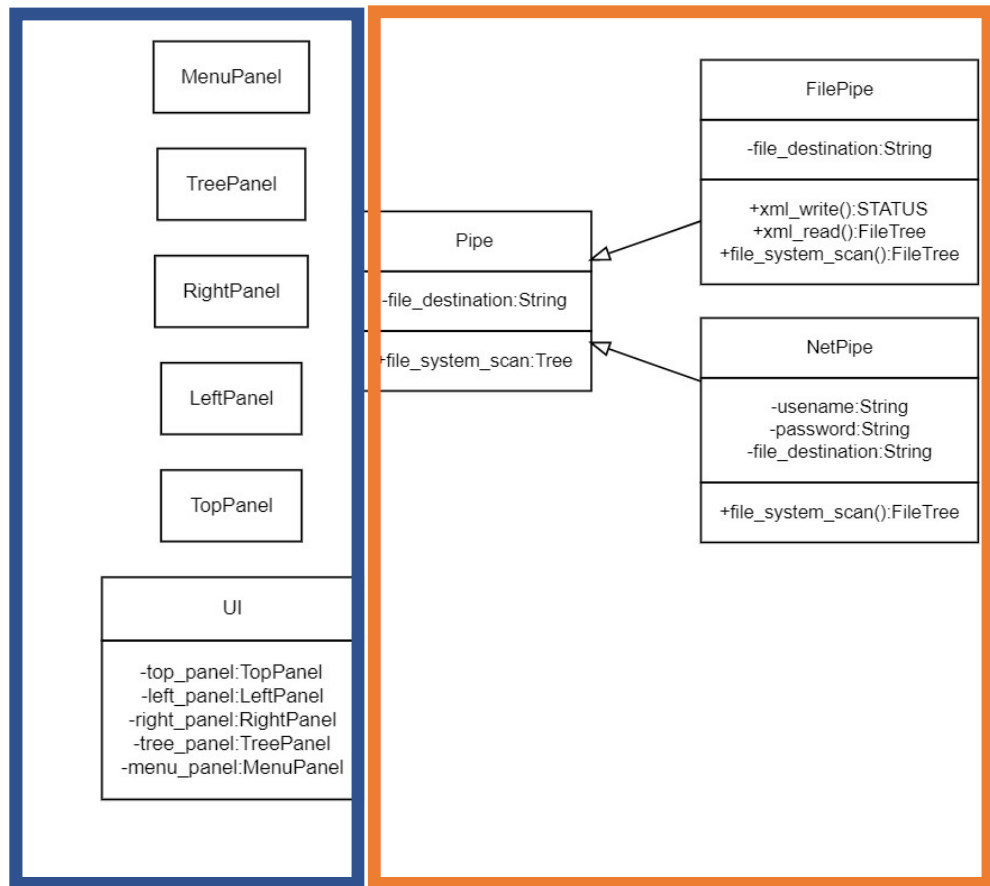 MenuPanel
TreePanel
RightPanel
LeftPanel
TopPanel
UI
-top_panel:TopPanel
-left_panel:LeftPanel
-right_panel:RightPanel
-tree_panel:TreePanel
-menu_panel:MenuPanel
Pipe
-file_destination:String
+file_system_scan:Tree
FilePipe
-file_destination:String
+xml_write():STATUS
+xml_read():FileTree
+file_system_scan():FileTree
NetPipe
-usename:String
-password:String
-file_destination:String
+file_system_scan():FileTree